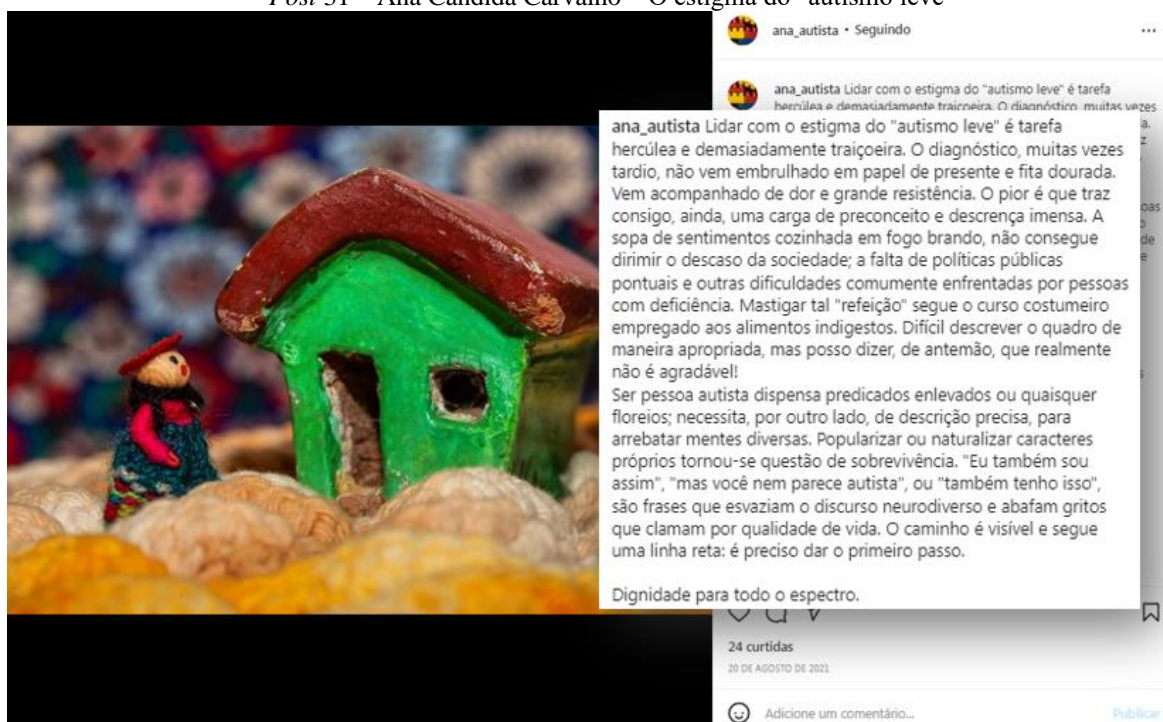 Post 31 – Ana Candida Carvalho – O estigma do "autismo leve"
ana_autista • Seguindo
ana_autista Lidar com o estigma do "autismo leve" é tarefa
hercúlea e demasiadamente traiçoeira. O diagnóstico, muitas vezes
ana_autista Lidar com o estigma do "autismo leve" é tarefa
hercúlea e demasiadamente traiçoeira. O diagnóstico, muitas vezes
tardio, não vem embrulhado em papel de presente e fita dourada.
Vem acompanhado de dor e grande resistência. O pior é que traz
consigo, ainda, uma carga de preconceito e descrença imensa. A
sopa de sentimentos cozinhada em fogo brando, não consegue
dirimir o descaso da sociedade; a falta de políticas públicas
pontuais e outras dificuldades comumente enfrentadas por pessoas
com deficiência. Mastigar tal "refeição" segue o curso costumeiro
empregado aos alimentos indigestos. Difícil descrever o quadro de
maneira apropriada, mas posso dizer, de antemão, que realmente
não é agradável!
Ser pessoa autista dispensa predicados enlevados ou quaisquer
floreios; necessita, por outro lado, de descrição precisa, para
arrebatar mentes diversas. Popularizar ou naturalizar caracteres
próprios tornou-se questão de sobrevivência. "Eu também sou
assim", "mas você nem parece autista", ou "também tenho isso",
são frases que esvaziam o discurso neurodiverso e abafam gritos
que clamam por qualidade de vida. O caminho é visível e segue
uma linha reta: é preciso dar o primeiro passo.
Dignidade para todo o espectro.
24 curtidas
20 DE AGOSTO DE 2021
Adicione um comentário... Publicar